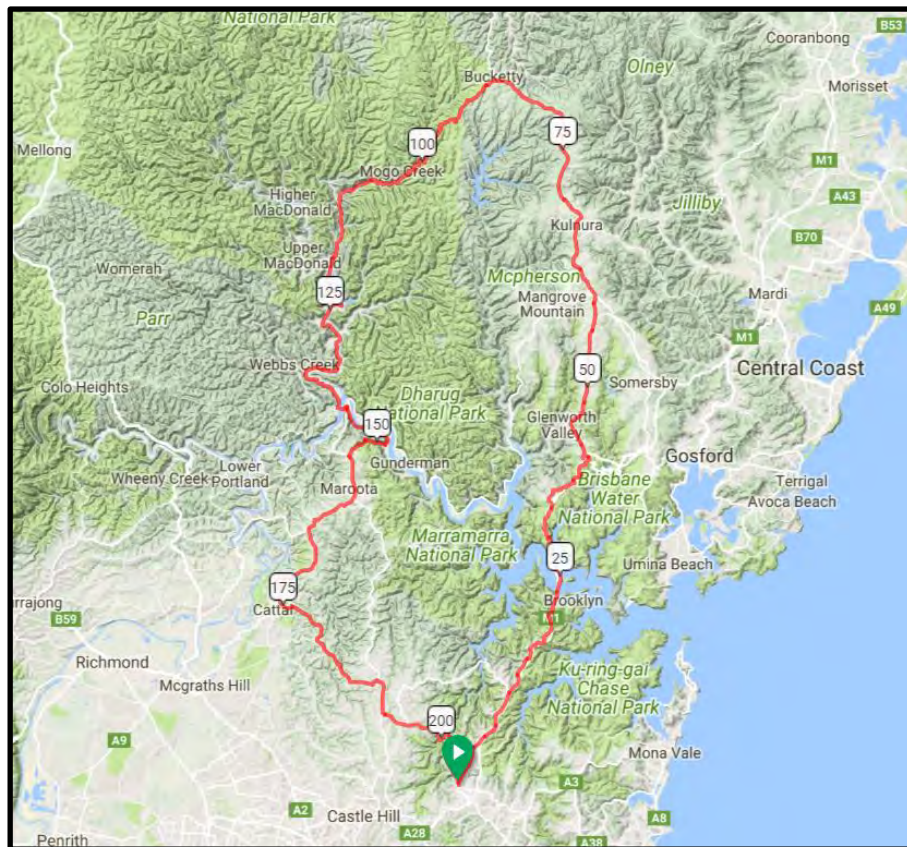 National Park
B53
Cooranbong
Olney
Bucketty
Morisset
75
Mellong
100
M1
Mogo Creek
Higher
MacDonald
A43
Jilliby
Kulnura
Upper
MacDonald
B70
Womerah
Mcpherson
125
Mangrove
Mountain
Mardi
Parr
A49
M1
Webbs Creek
50
Central Coast
Colo Heights
Somersby
Dharug
National Park
150
Glenworth
Valley
Gosford
Lower
Portland
Gunderman
Wheeny Creek
Maroota
Brisbane
Water
National Park
Terrigal
Avoca Beach
Marramarra
National Park
25
Umina Beach
175
urrajong
Cattai
Brooklyn
B59
M1
Richmond
Ku-ring-gai
Chase
National Park
Mcgraths Hill
200
A9
Mona Vale
A3
A2
Castle Hill
A28
A8
A38
Penrith